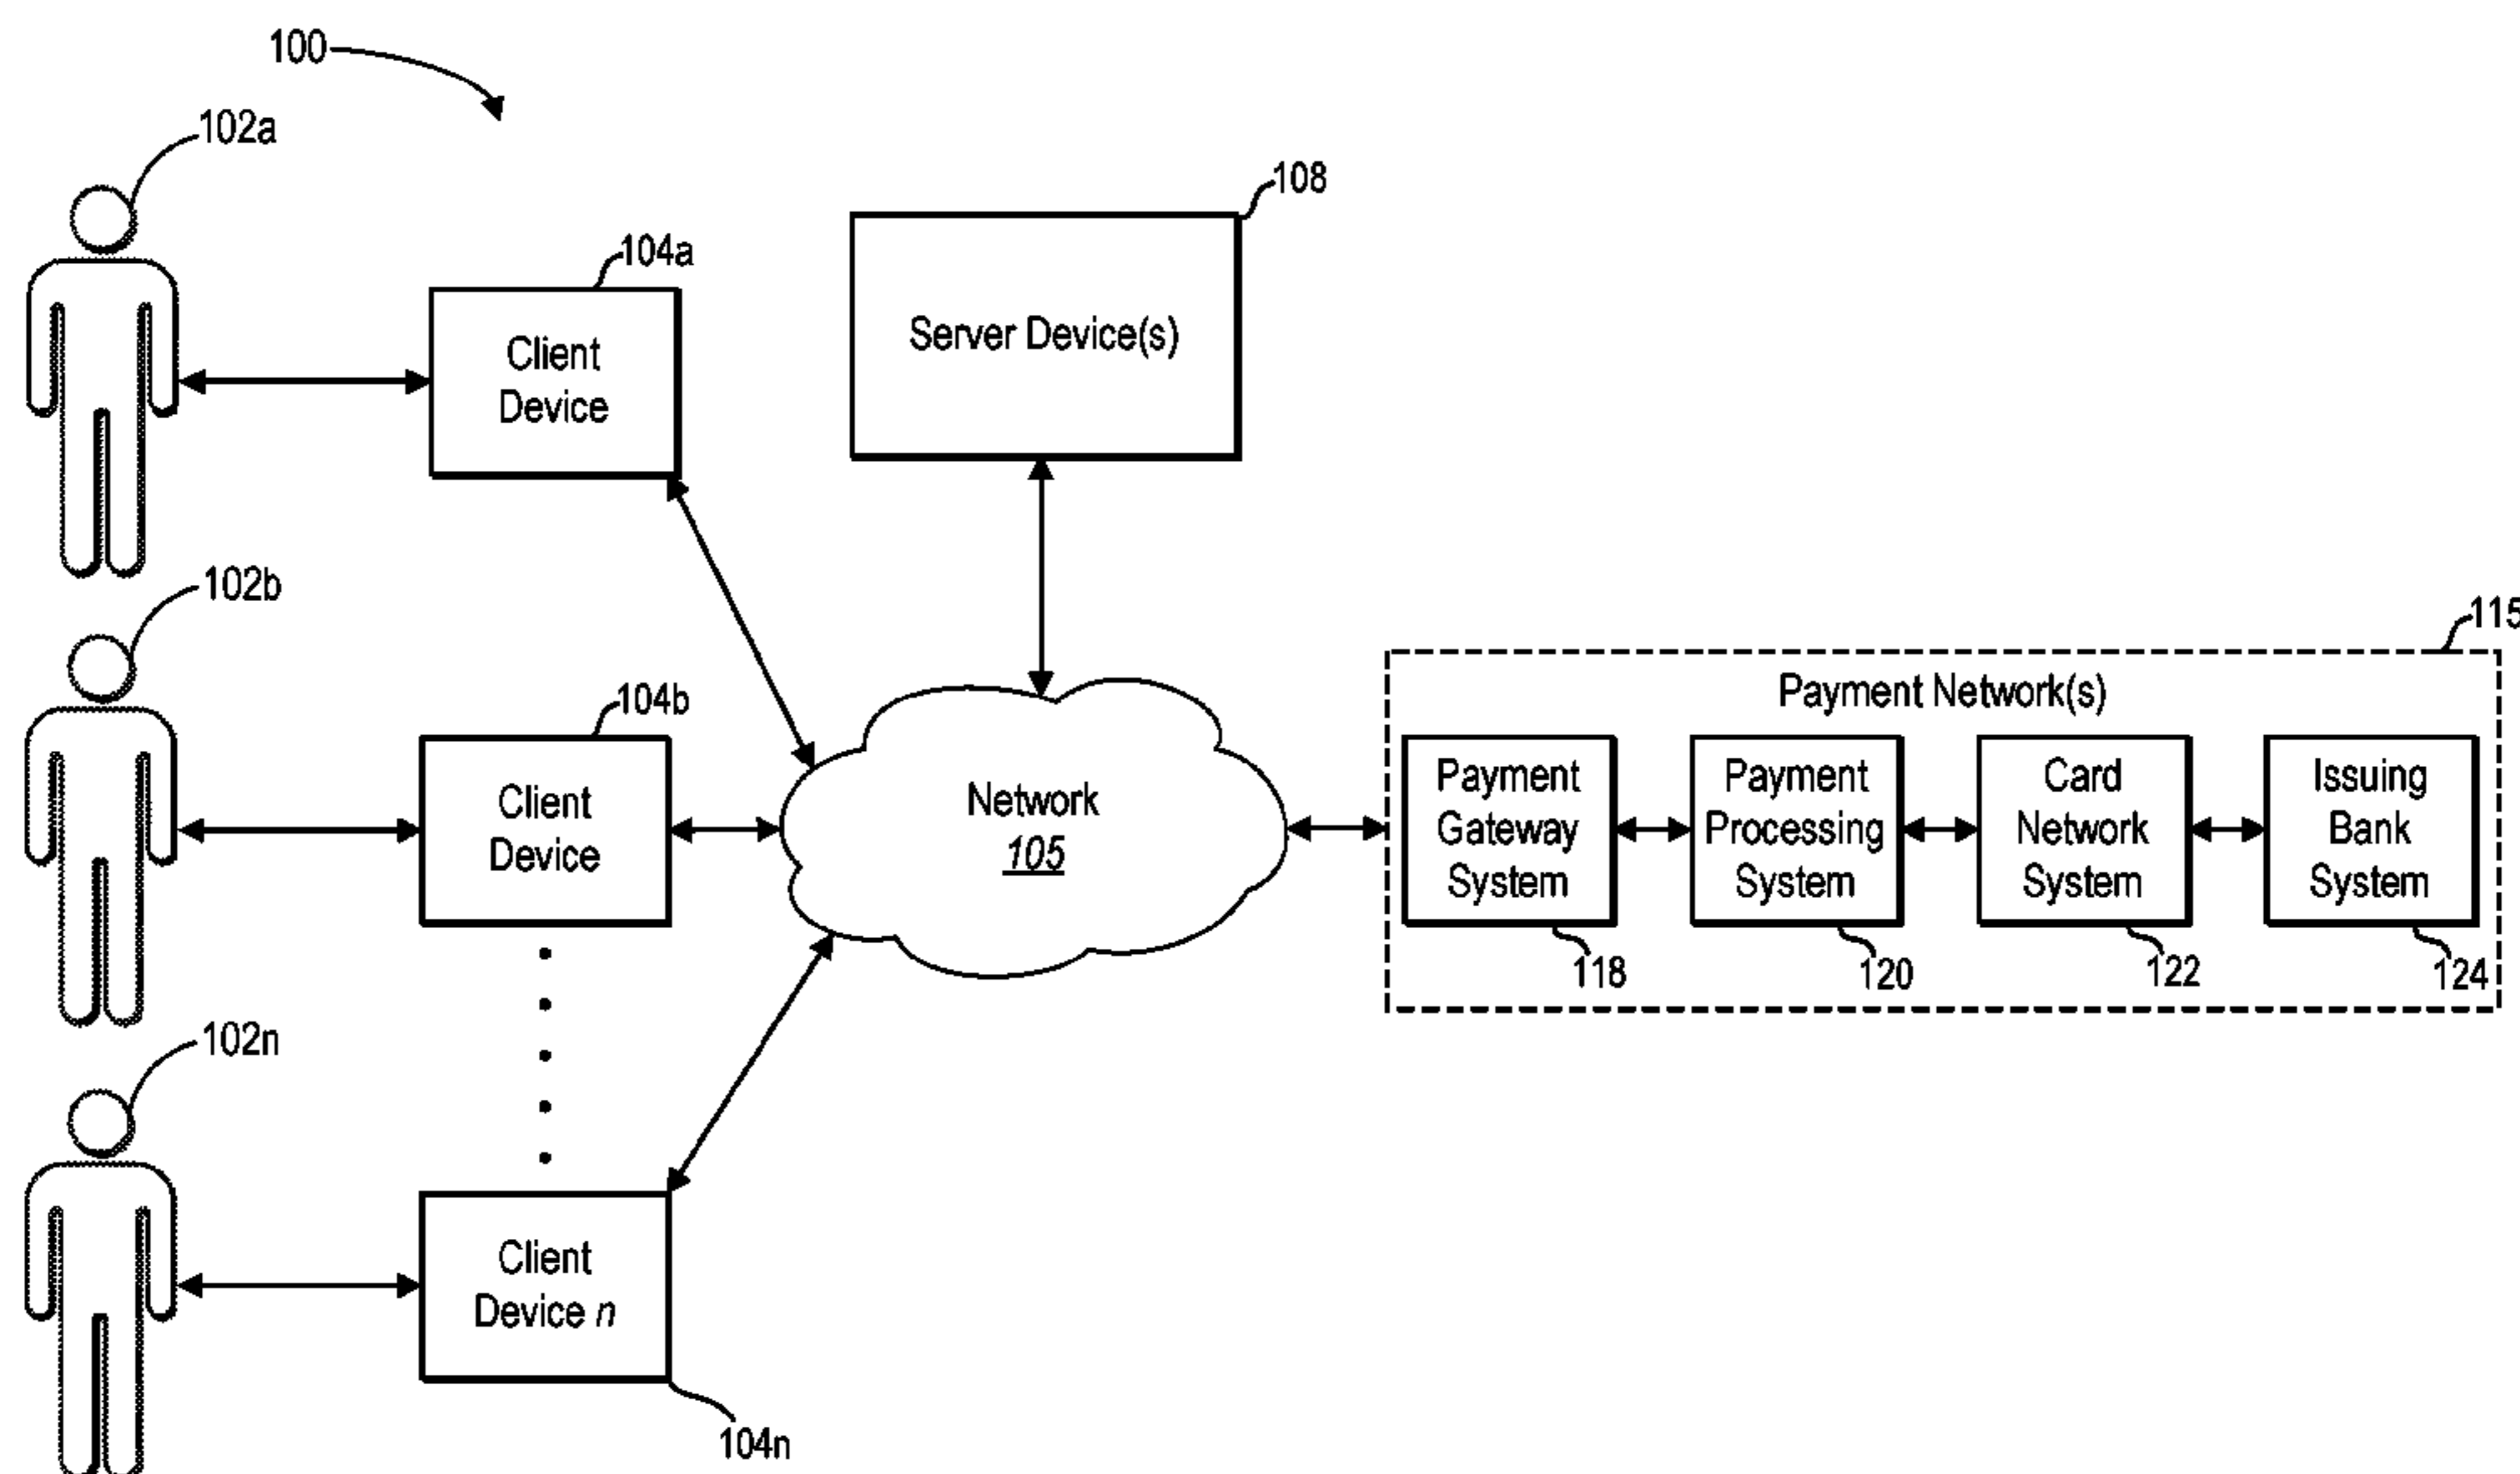 100
102a
108
104a
Client
Device
Server Device(s)
102b
104b
Client
Device
Network
105
115
Payment Network(s)
Payment
Gateway
System
Payment
Processing
System
Card
Network
System
Issuing
Bank
System
118
120
122
124
102n
Client
Device n
104n